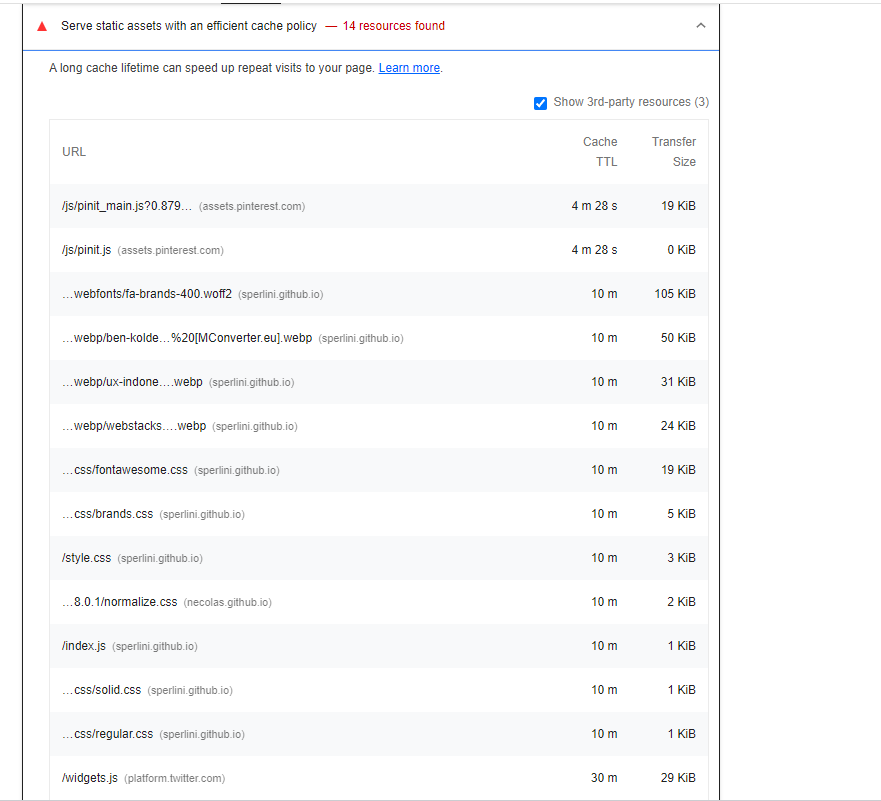 Serve static assets with an efficient cache policy — 14 resources found
A long cache lifetime can speed up repeat visits to your page. Learn more.
Show 3rd-party resources (3)
URL Cache TTL Transfer Size
/js/pinit_main.js?0.879… (assets.pinterest.com) 4 m 28 s 19 KiB
/js/pinit.js (assets.pinterest.com) 4 m 28 s 0 KiB
…webfonts/fa-brands-400.woff2 (sperlini.github.io) 10 m 105 KiB
…webp/ben-kolde…%20[MConverter.eu].webp (sperlini.github.io) 10 m 50 KiB
…webp/ux-indone….webp (sperlini.github.io) 10 m 31 KiB
…webp/webstacks….webp (sperlini.github.io) 10 m 24 KiB
…css/fontawesome.css (sperlini.github.io) 10 m 19 KiB
…css/brands.css (sperlini.github.io) 10 m 5 KiB
/style.css (sperlini.github.io) 10 m 3 KiB
…8.0.1/normalize.css (necolas.github.io) 10 m 2 KiB
/index.js (sperlini.github.io) 10 m 1 KiB
…css/solid.css (sperlini.github.io) 10 m 1 KiB
…css/regular.css (sperlini.github.io) 10 m 1 KiB
/widgets.js (platform.twitter.com) 30 m 29 KiB